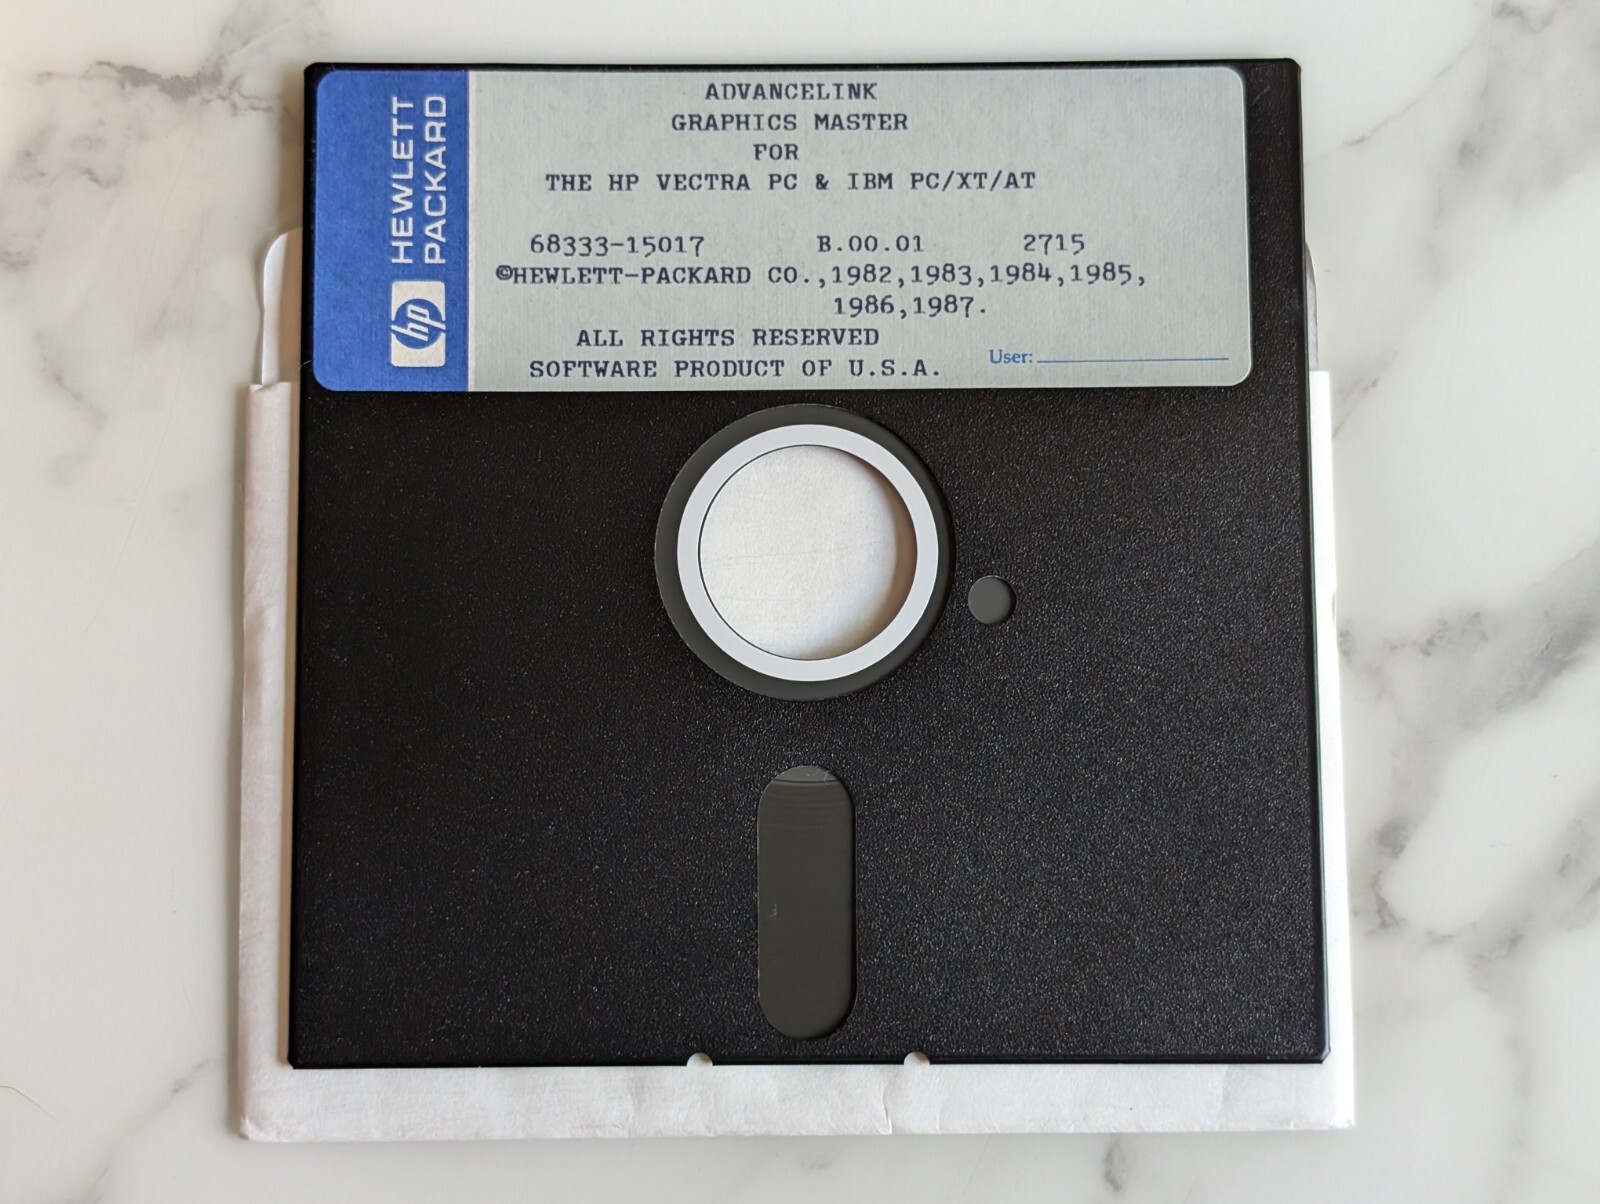 HEWLETT
PACKARD
hp
ADVANCELINK
GRAPHICS MASTER
FOR
THE HP VECTRA PC & IBM PC/XT/AT
68333-15017 B.00.01 2715
©HEWLETT-PACKARD CO.,1982,1983,1984,1985,
1986,1987.
ALL RIGHTS RESERVED
SOFTWARE PRODUCT OF U.S.A.
User: